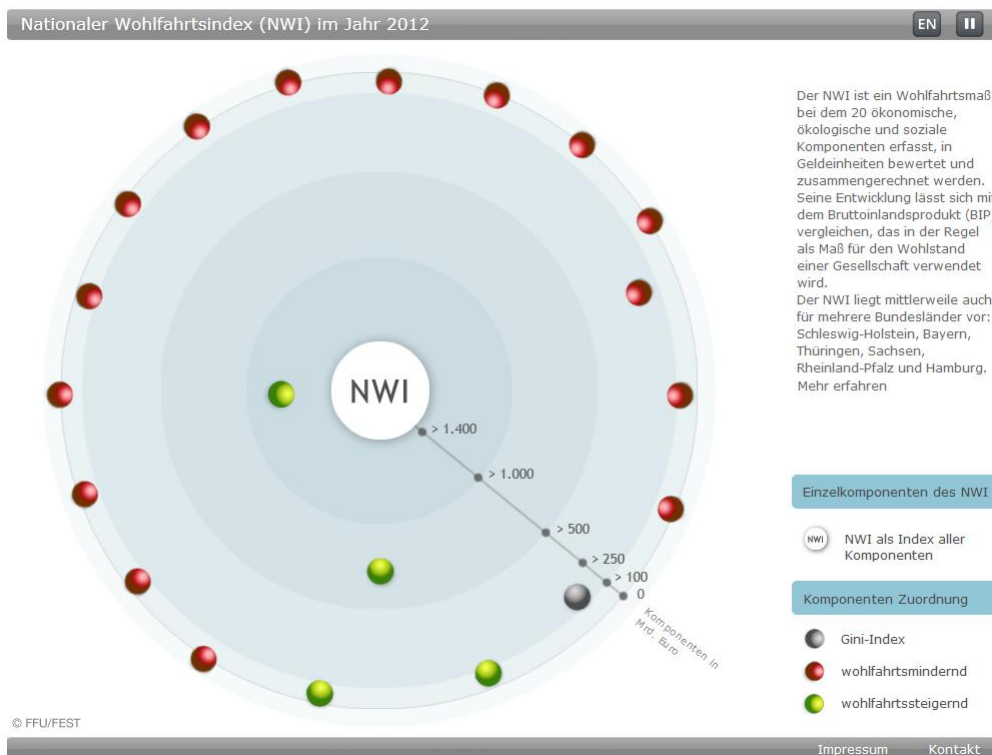 Nationaler Wohlfahrtsindex (NWI) im Jahr 2012
EN
Der NWI ist ein Wohlfahrtsmaß
bei dem 20 ökonomische,
ökologische und soziale
Komponenten erfasst, in
Geldeinheiten bewertet und
zusammengerechnet werden.
Seine Entwicklung lässt sich mi
dem Bruttoinlandsprodukt (BIP)
vergleichen, das in der Regel
als Maß für den Wohlstand
einer Gesellschaft verwendet
wird.
Der NWI liegt mittlerweile auch
für mehrere Bundesländer vor:
Schleswig-Holstein, Bayern,
Thüringen, Sachsen,
Rheinland-Pfalz und Hamburg.
Mehr erfahren
NWI
> 1.400
> 1.000
> 500
> 250
> 100
0
Komponenten in
Mrd. Euro
Einzelkomponenten des NWI
NWI
NWI als Index aller
Komponenten
Komponenten Zuordnung
Gini-Index
wohlfahrtsmindernd
wohlfahrtssteigernd
© FFU/FEST
Impressum
Kontakt